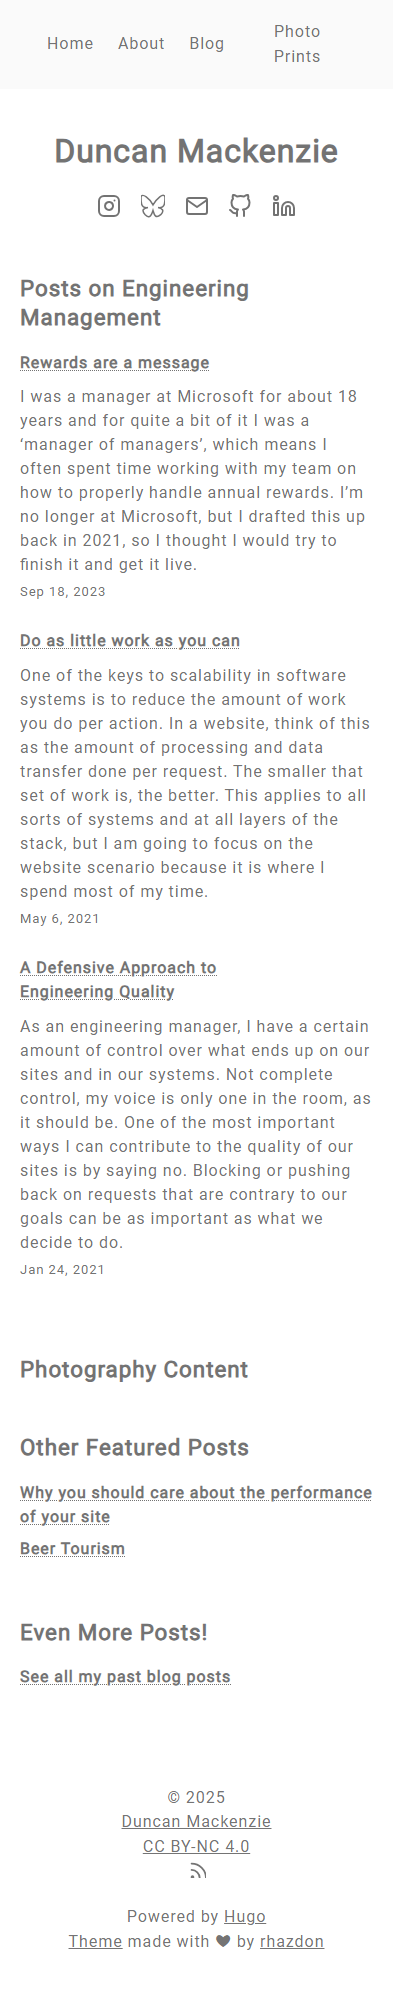 Home About Blog Photo
Prints
Duncan Mackenzie
Posts on Engineering
Management
Rewards are a message
I was a manager at Microsoft for about 18
years and for quite a bit of it I was a
‘manager of managers’, which means I
often spent time working with my team on
how to properly handle annual rewards. I’m
no longer at Microsoft, but I drafted this up
back in 2021, so I thought I would try to
finish it and get it live.
Sep 18, 2023
Do as little work as you can
One of the keys to scalability in software
systems is to reduce the amount of work
you do per action. In a website, think of this
as the amount of processing and data
transfer done per request. The smaller that
set of work is, the better. This applies to all
sorts of systems and at all layers of the
stack, but I am going to focus on the
website scenario because it is where I
spend most of my time.
May 6, 2021
A Defensive Approach to
Engineering Quality
As an engineering manager, I have a certain
amount of control over what ends up on our
sites and in our systems. Not complete
control, my voice is only one in the room, as
it should be. One of the most important
ways I can contribute to the quality of our
sites is by saying no. Blocking or pushing
back on requests that are contrary to our
goals can be as important as what we
decide to do.
Jan 24, 2021
Photography Content
Other Featured Posts
Why you should care about the performance
of your site
Beer Tourism
Even More Posts!
See all my past blog posts
© 2025
Duncan Mackenzie
CC BY-NC 4.0
Powered by Hugo
Theme made with ❤ by rhazdon